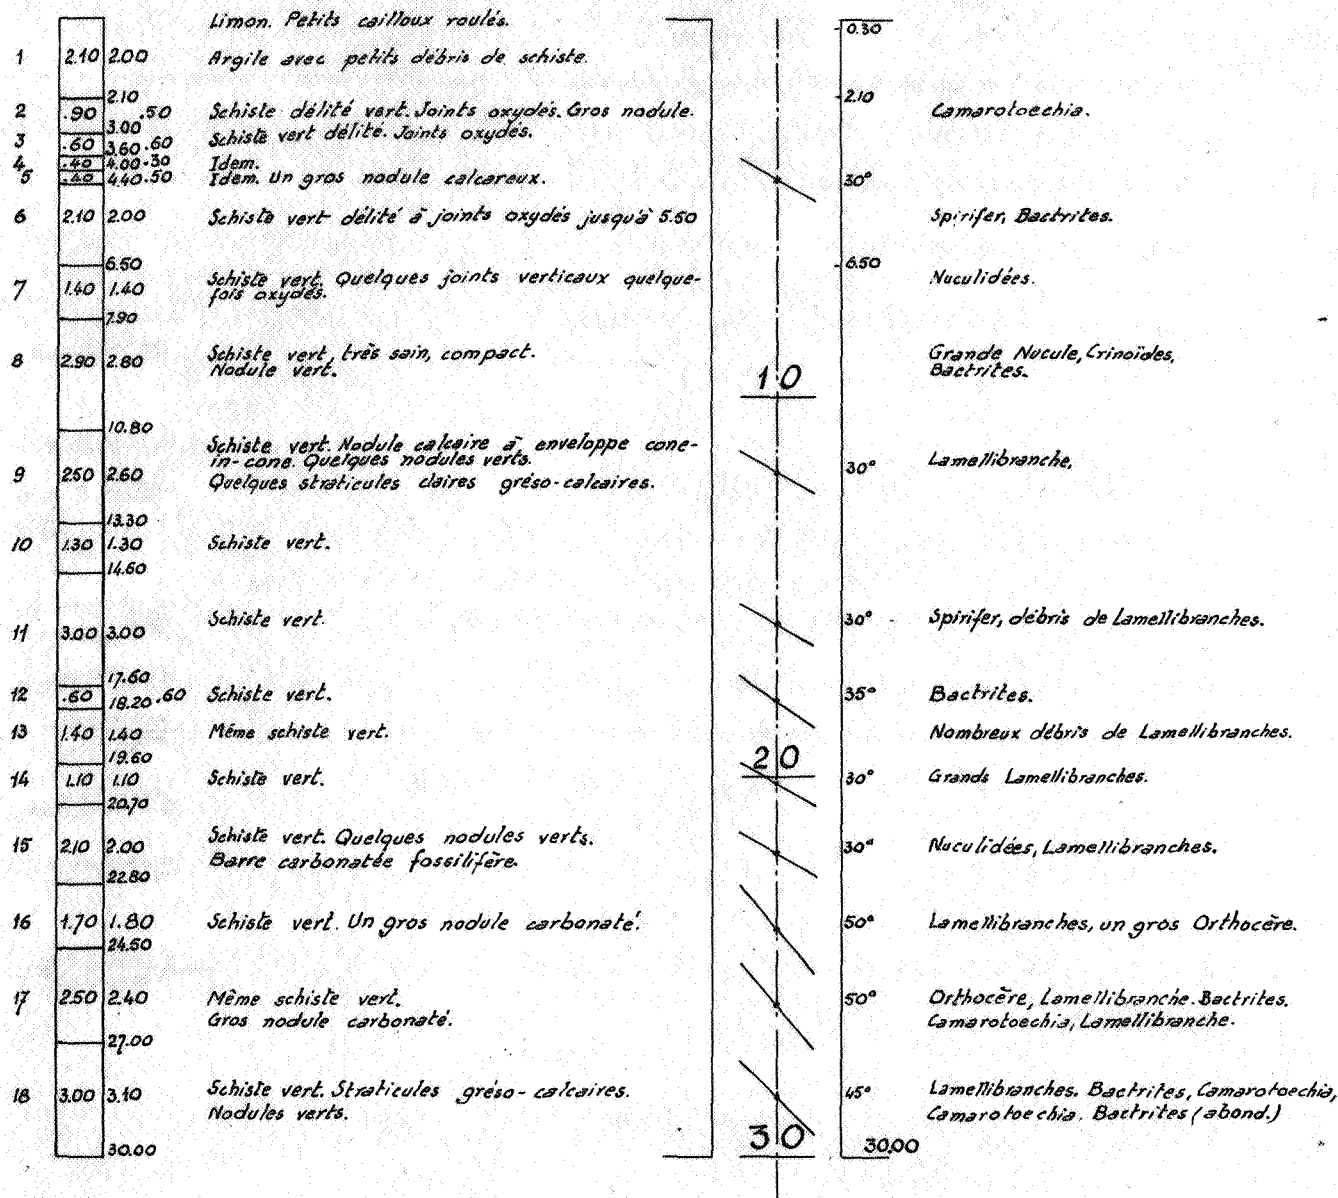 Limon. Petits cailloux roulés.
0.30
1 2.10 2.00 Argile avec petits débris de schiste.
2.10 2.10
2 .90 .50 Schiste délité vert. Joints oxydés. Gros nodule. Camarotoechia.
3.00
3 .60 .60 Schiste vert délité. Joints oxydés.
3.60
4 .40 4.00 .30 Idem.
5 .40 4.40 .50 Idem. Un gros nodule calcareux. 30°
6 2.10 2.00 Schiste vert délité à joints oxydés jusqu'à 5.50 Spirifer, Bactrites.
6.50 6.50
7 1.40 1.40 Schiste vert. Quelques joints verticaux quelque-
fois oxydés. Nuculidées.
7.90
8 2.90 2.80 Schiste vert, très sain, compact. Grande Nucule, Crinoïdes,
Nodule vert. 10 Bactrites.
10.80
Schiste vert. Nodule calcaire à enveloppe cone-
in-cone. Quelques nodules verts. 30° Lamellibranche,
9 2.50 2.60 Quelques straticules claires gréso-calcaires.
13.30
10 1.30 1.30 Schiste vert.
14.60
11 3.00 3.00 Schiste vert. 30° Spirifer, débris de Lamellibranches.
17.60
12 .60 18.20 .60 Schiste vert. 35° Bactrites.
13 1.40 1.40 Même schiste vert. Nombreux débris de Lamellibranches.
19.60 20
14 1.10 1.10 Schiste vert. 30° Grands Lamellibranches.
20.70
15 2.10 2.00 Schiste vert. Quelques nodules verts. 30° Nuculidées, Lamellibranches.
Barre carbonatée fossilifère.
22.80
16 1.70 1.80 Schiste vert. Un gros nodule carbonaté. 50° Lamellibranches, un gros Orthocère.
24.50
17 2.50 2.40 Même schiste vert. 50° Orthocère, Lamellibranche. Bactrites.
Gros nodule carbonaté. Camarotoechia, Lamellibranche.
27.00
18 3.00 3.10 Schiste vert. Straticules gréso-calcaires. 45° Lamellibranches. Bactrites, Camarotoechia,
Nodules verts. Camarotoechia. Bactrites (abond.)
30.00 30 30.00